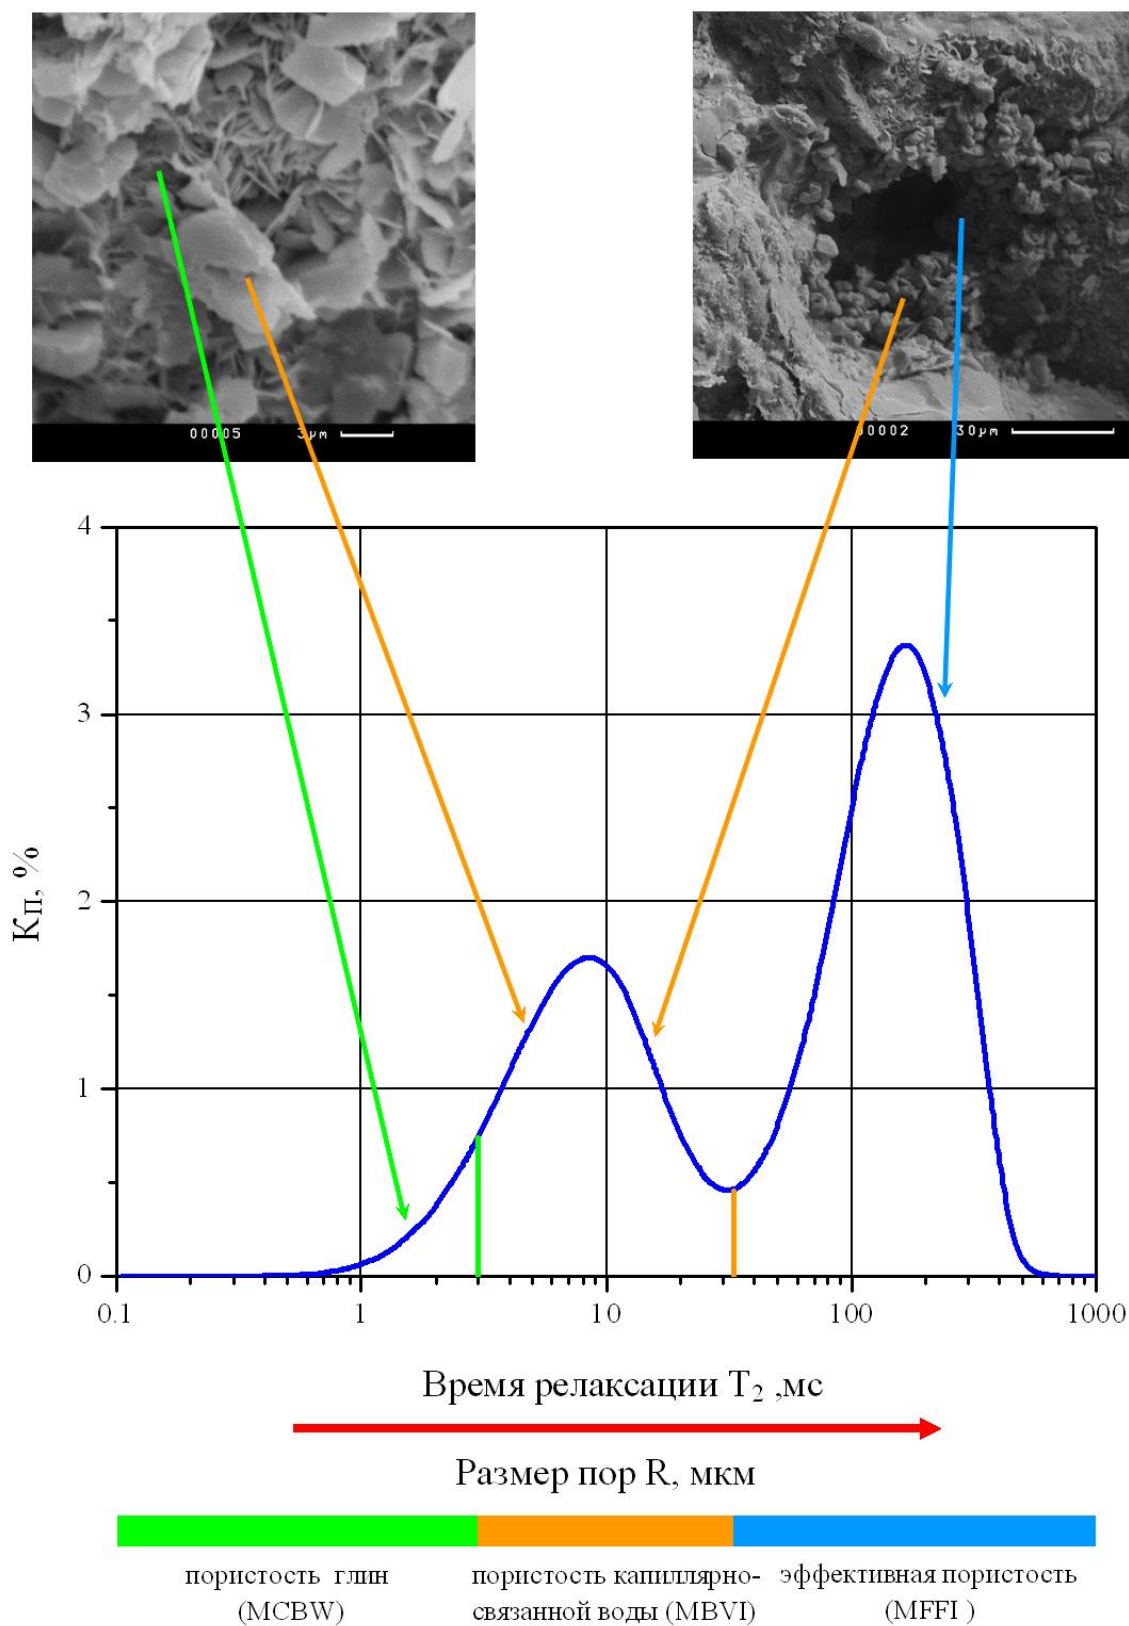 00005 3µm
00002 30µm
4
3
2
1
0
КП, %
0.1 1 10 100 1000
Время релаксации T2 ,мс
Размер пор R, мкм
пористость глин
(MCBW)
пористость капиллярно-
связанной воды (MBVI)
эффективная пористость
(MFFI )